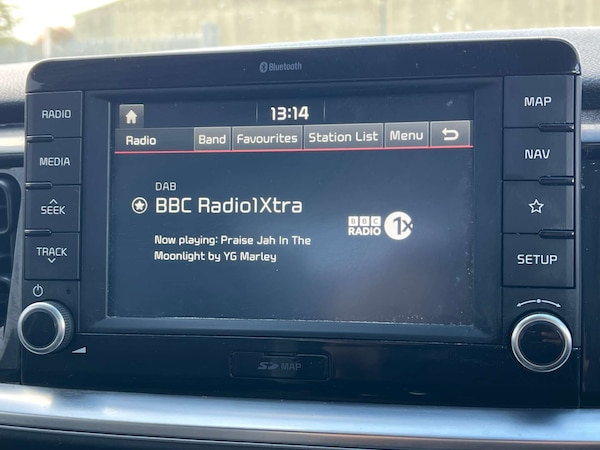 Bluetooth
RADIO
MEDIA
SEEK
TRACK
13:14
Radio Band Favourites Station List Menu
DAB
BBC Radio1Xtra
Now playing: Praise Jah In The
Moonlight by YG Marley
BBC
RADIO 1X
MAP
NAV
SETUP
SD MAP